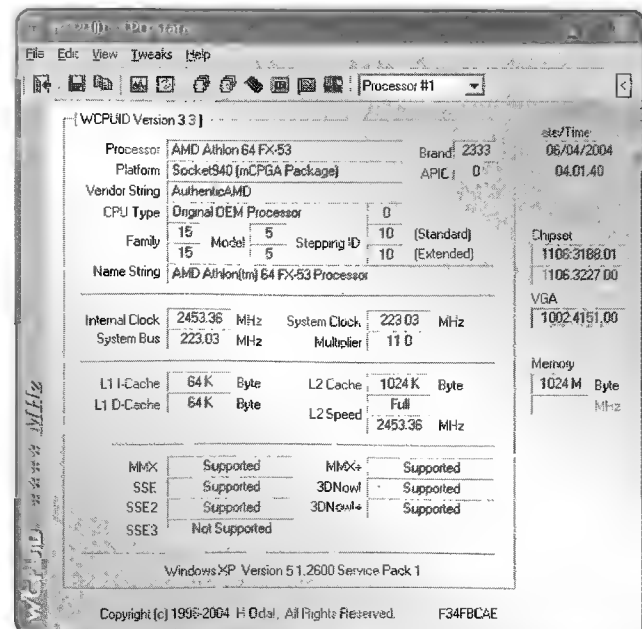 File Edit View Tweaks Help
Processor #1
WCPUID Version 3.3
Processor AMD Athlon 64 FX-53 Brand 2333
Platform Socket940 (mCPGA Package) APIC 0
Vendor String AuthenticAMD
CPU Type Original OEM Processor 0
Family 15 Model 5 Stepping ID 10 (Standard)
15 5 10 (Extended)
Name String AMD Athlon(tm) 64 FX-53 Processor
Internal Clock 2453.36 MHz System Clock 223.03 MHz
System Bus 223.03 MHz Multiplier 11.0
L1 I-Cache 64 K Byte L2 Cache 1024 K Byte
L1 D-Cache 64 K Byte L2 Speed Full
2453.36 MHz
MMX Supported MMX+ Supported
SSE Supported 3DNow! Supported
SSE2 Supported 3DNow!+ Supported
SSE3 Not Supported
Windows XP Version 5.1.2600 Service Pack 1
Copyright (c) 1996-2004 H.Oda!, All Rights Reserved. F34FBCAE
ate/Time
06/04/2004
04.01.40
Chipset
1106:3188.01
1106.3227.00
VGA
1002:4151.00
Memory
1024 M Byte
MHz
WCPUID
MHz